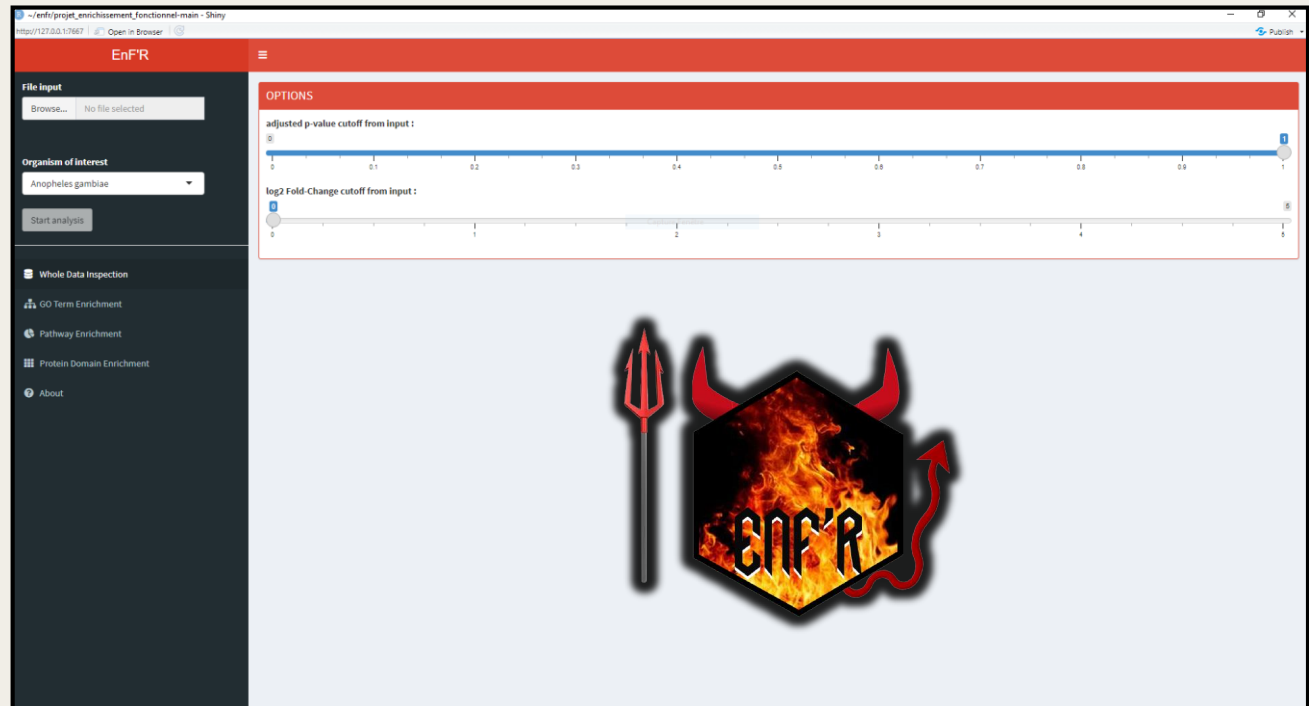 ~/enfr/projet_enrichissement_fonctionnel-main - Shiny
http://127.0.0.1:7667 Open in Browser
Publish
EnF'R
File input
Browse... No file selected
Organism of interest
Anopheles gambiae
Start analysis
Whole Data Inspection
GO Term Enrichment
Pathway Enrichment
Protein Domain Enrichment
About
OPTIONS
adjusted p-value cutoff from input :
0 1
0 0.1 0.2 0.3 0.4 0.5 0.6 0.7 0.8 0.9 1
log2 Fold-Change cutoff from input :
0 5
0 1 2 3 4 5
ENF'R